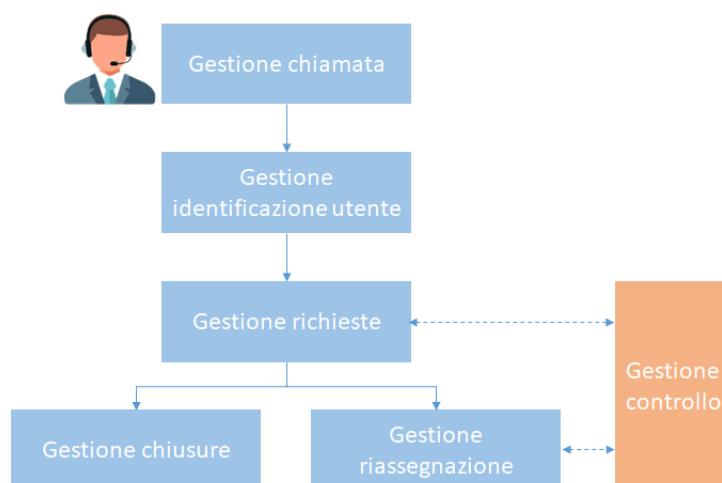 Gestione chiamata
Gestione
identificazione utente
Gestione richieste
Gestione
controllo
Gestione chiusure
Gestione
riassegnazione